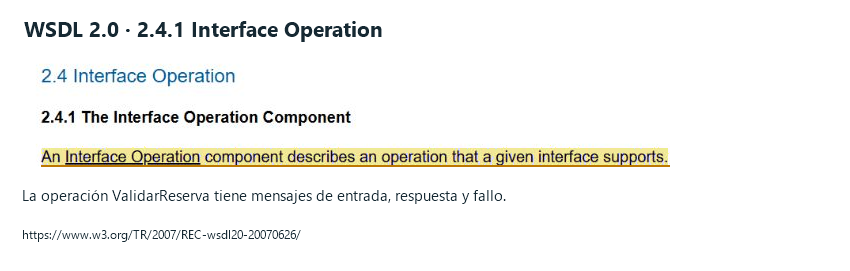 WSDL 2.0 · 2.4.1 Interface Operation
2.4 Interface Operation
2.4.1 The Interface Operation Component
An Interface Operation component describes an operation that a given interface supports.
La operación ValidarReserva tiene mensajes de entrada, respuesta y fallo.
https://www.w3.org/TR/2007/REC-wsdl20-20070626/